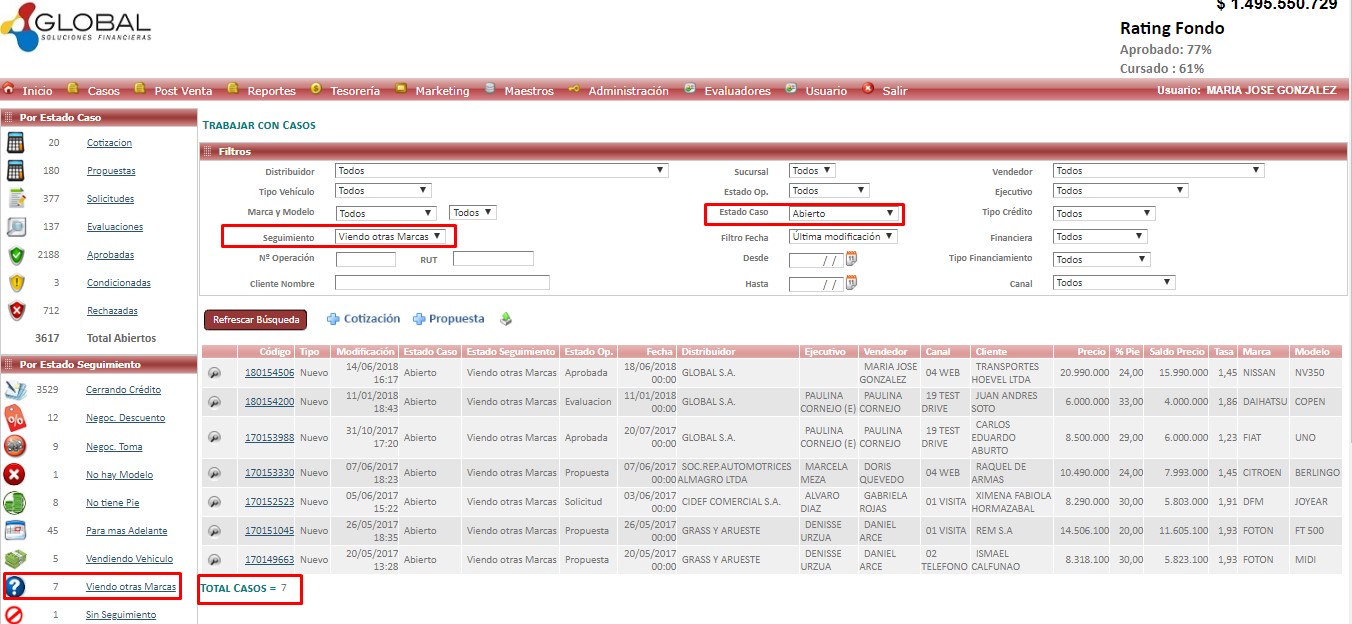 GLOBAL
SOLUCIONES FINANCIERAS
$ 1.495.550.729
Rating Fondo
Aprobado: 77%
Cursado : 61%
Inicio Casos Post Venta Reportes Tesorería Marketing Maestros Administración Evaluadores Usuario Salir Usuario: MARIA JOSE GONZALEZ
Por Estado Caso
20 Cotizacion
180 Propuestas
377 Solicitudes
137 Evaluaciones
2188 Aprobadas
3 Condicionadas
712 Rechazadas
3617 Total Abiertos
Por Estado Seguimiento
3529 Cerrando Crédito
12 Negoc. Descuento
9 Negoc. Toma
1 No hay Modelo
8 No tiene Pie
45 Para mas Adelante
5 Vendiendo Vehiculo
7 Viendo otras Marcas
1 Sin Seguimiento
TRABAJAR CON CASOS
Filtros
Distribuidor Todos Sucursal Todos Vendedor Todos
Tipo Vehículo Todos Estado Op. Todos Ejecutivo Todos
Marca y Modelo Todos Todos Estado Caso Abierto Tipo Crédito Todos
Seguimiento Viendo otras Marcas Filtro Fecha Última modificación Financiera Todos
Nº Operación RUT Desde / / Tipo Financiamiento Todos
Cliente Nombre Hasta / / Canal Todos
Refrescar Búsqueda Cotización Propuesta
Código Tipo Modificación Estado Caso Estado Seguimiento Estado Op. Fecha Distribuidor Ejecutivo Vendedor Canal Cliente Precio % Pie Saldo Precio Tasa Marca Modelo
180154506 Nuevo 14/06/2018 16:17 Abierto Viendo otras Marcas Aprobada 18/06/2018 00:00 GLOBAL S.A. MARIA JOSE GONZALEZ 04 WEB TRANSPORTES HOEVEL LTDA 20.990.000 24,00 15.990.000 1,45 NISSAN NV350
180154200 Nuevo 11/01/2018 18:43 Abierto Viendo otras Marcas Evaluacion 11/01/2018 00:00 GLOBAL S.A. PAULINA CORNEJO (E) PAULINA CORNEJO 19 TEST DRIVE JUAN ANDRES SOTO 6.000.000 33,00 4.000.000 1,86 DAIHATSU COPEN
170153988 Nuevo 31/10/2017 17:20 Abierto Viendo otras Marcas Aprobada 20/07/2017 00:00 GLOBAL S.A. PAULINA CORNEJO (E) PAULINA CORNEJO 19 TEST DRIVE CARLOS EDUARDO ABURTO 8.500.000 29,00 6.000.000 1,23 FIAT UNO
170153330 Nuevo 07/06/2017 18:23 Abierto Viendo otras Marcas Propuesta 07/06/2017 00:00 SOC.REP.AUTOMOTRICES ALMAGRO LTDA MARCELA MEZA DORIS QUEVEDO 04 WEB RAQUEL DE ARMAS 10.490.000 24,00 7.993.000 1,45 CITROEN BERLINGO
170152523 Nuevo 05/06/2017 15:22 Abierto Viendo otras Marcas Solicitud 03/06/2017 00:00 CIDEF COMERCIAL S.A. ALVARO DIAZ GABRIELA ROJAS 01 VISITA XIMENA FABIOLA HORMAZABAL 8.290.000 30,00 5.803.000 1,91 DFM JOYEAR
170151045 Nuevo 26/05/2017 18:35 Abierto Viendo otras Marcas Propuesta 26/05/2017 00:00 GRASS Y ARUESTE DENISSE URZUA DANIEL ARCE 01 VISITA REM S.A 14.506.100 20,00 11.605.100 1,93 FOTON FT 500
170149663 Nuevo 20/05/2017 13:28 Abierto Viendo otras Marcas Propuesta 20/05/2017 00:00 GRASS Y ARUESTE DENISSE URZUA DANIEL ARCE 02 TELEFONO ISMAEL CALFUNAO 8.318.100 30,00 5.823.100 1,93 FOTON MIDI
TOTAL CASOS = 7